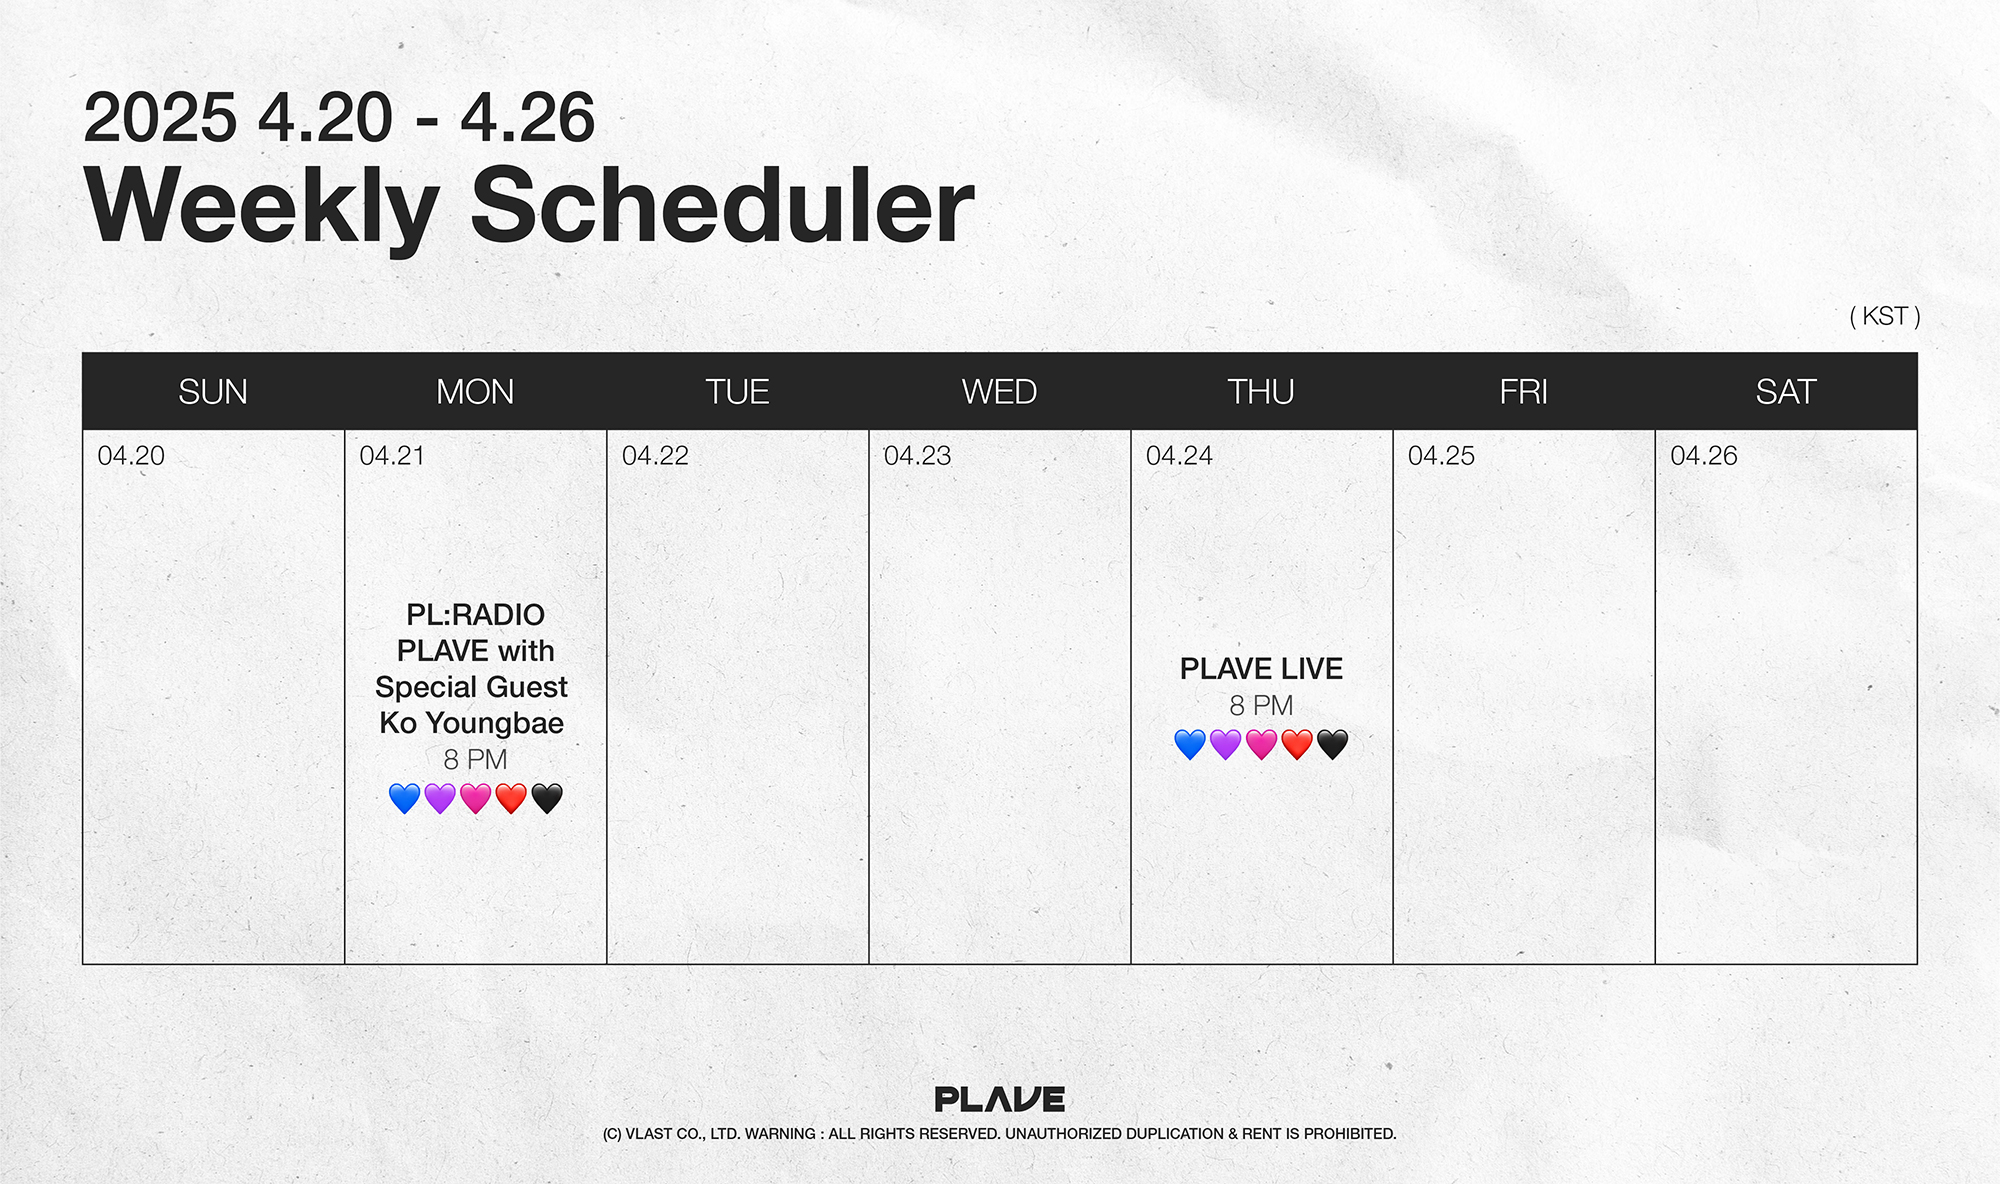 2025 4.20 - 4.26
Weekly Scheduler
( KST )
SUN MON TUE WED THU FRI SAT
04.20 04.21 04.22 04.23 04.24 04.25 04.26
PL:RADIO
PLAVE with
Special Guest
Ko Youngbae
8 PM
💙💜🩷❤️🖤
PLAVE LIVE
8 PM
💙💜🩷❤️🖤
PLAVE
(C) VLAST CO., LTD. WARNING : ALL RIGHTS RESERVED. UNAUTHORIZED DUPLICATION & RENT IS PROHIBITED.